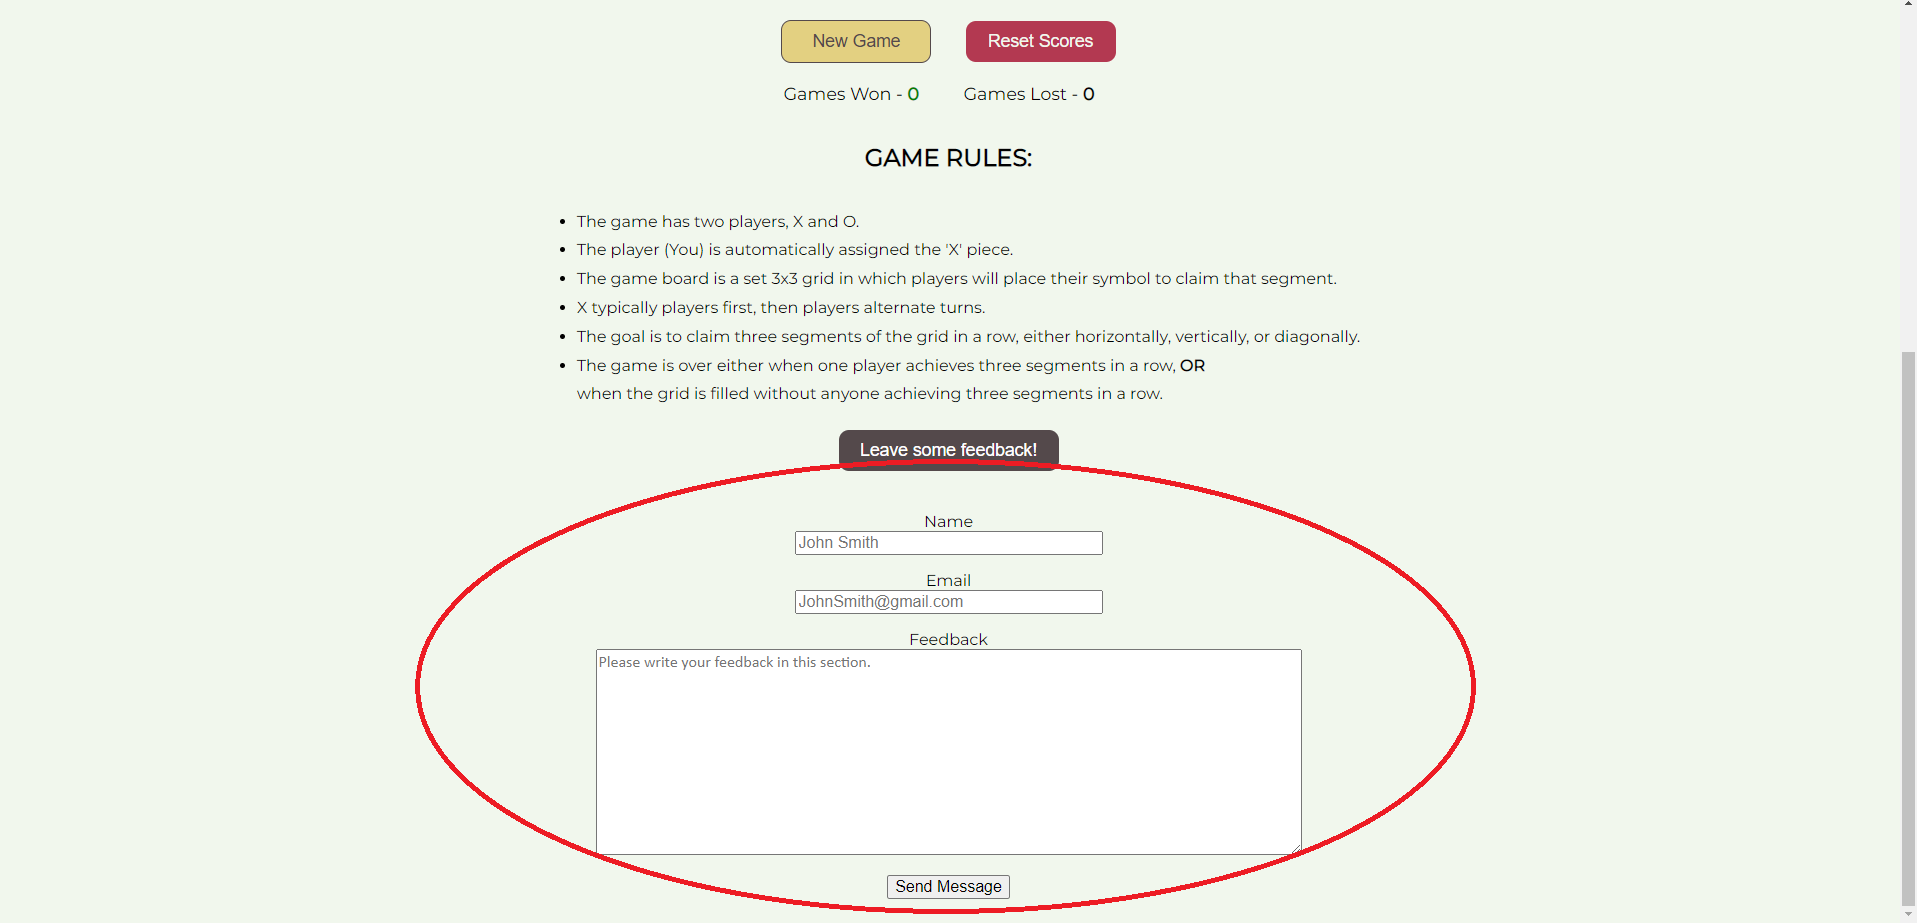 New Game Reset Scores
Games Won - 0 Games Lost - 0
GAME RULES:
The game has two players, X and O.
The player (You) is automatically assigned the 'X' piece.
The game board is a set 3x3 grid in which players will place their symbol to claim that segment.
X typically players first, then players alternate turns.
The goal is to claim three segments of the grid in a row, either horizontally, vertically, or diagonally.
The game is over either when one player achieves three segments in a row, OR
when the grid is filled without anyone achieving three segments in a row.
Leave some feedback!
Name
John Smith
Email
JohnSmith@gmail.com
Feedback
Please write your feedback in this section.
Send Message